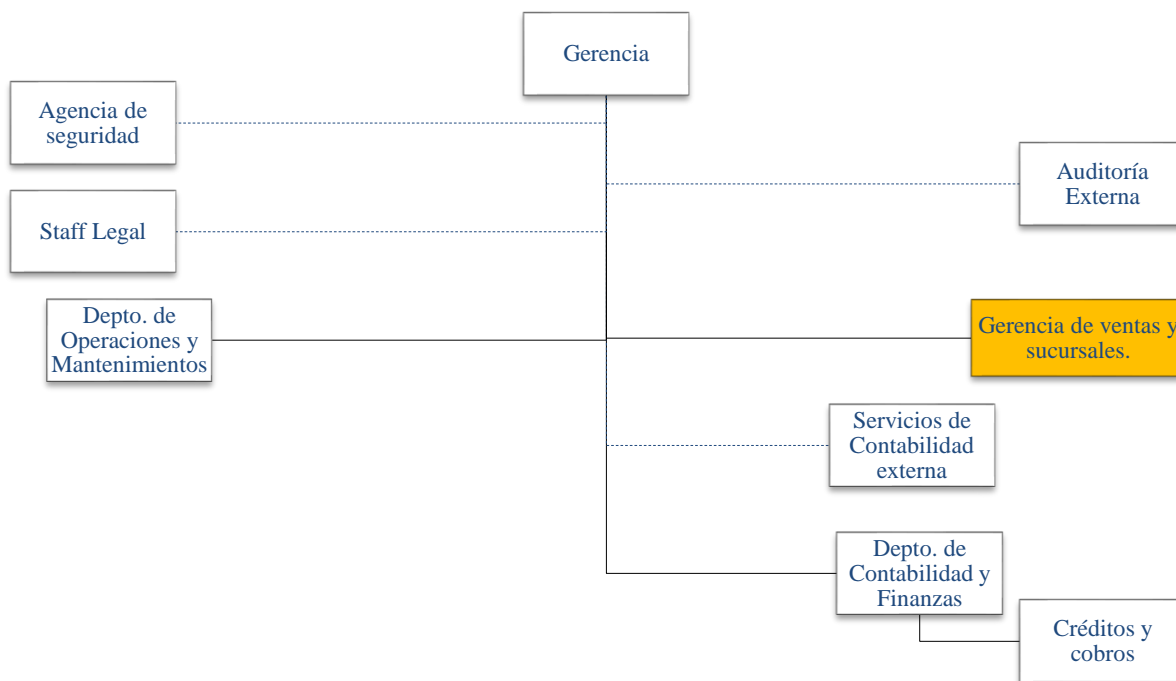 Gerencia
Agencia de
seguridad
Auditoría
Externa
Staff Legal
Depto. de
Operaciones y
Mantenimientos
Gerencia de ventas y
sucursales.
Servicios de
Contabilidad
externa
Depto. de
Contabilidad y
Finanzas
Créditos y
cobros